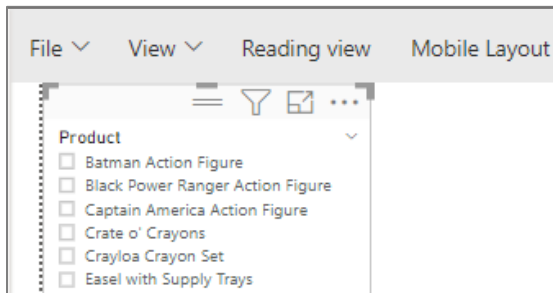 File View Reading view Mobile Layout
Product
Batman Action Figure
Black Power Ranger Action Figure
Captain America Action Figure
Crate o' Crayons
Crayloa Crayon Set
Easel with Supply Trays